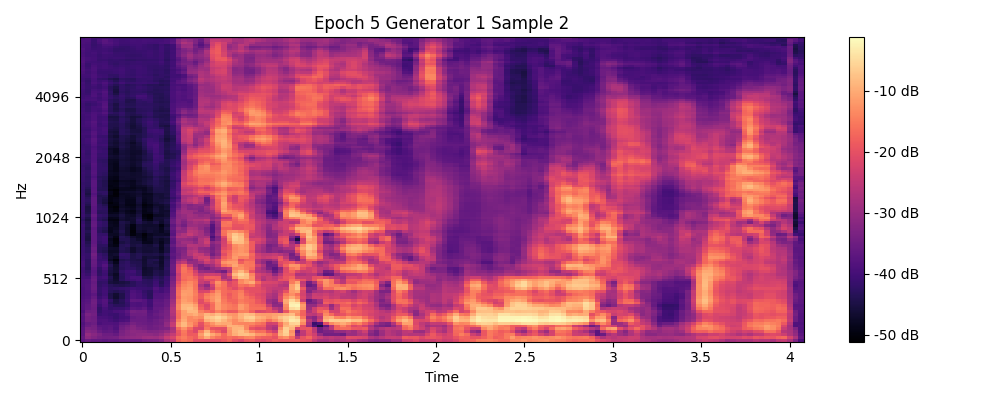 Epoch 5 Generator 1 Sample 2
Hz
4096
2048
1024
512
0
0 0.5 1 1.5 2 2.5 3 3.5 4
Time
-10 dB
-20 dB
-30 dB
-40 dB
-50 dB